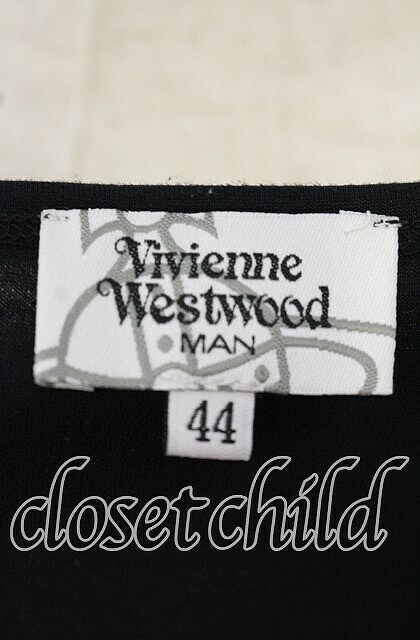 Vivienne
Westwood
MAN
44
closet child